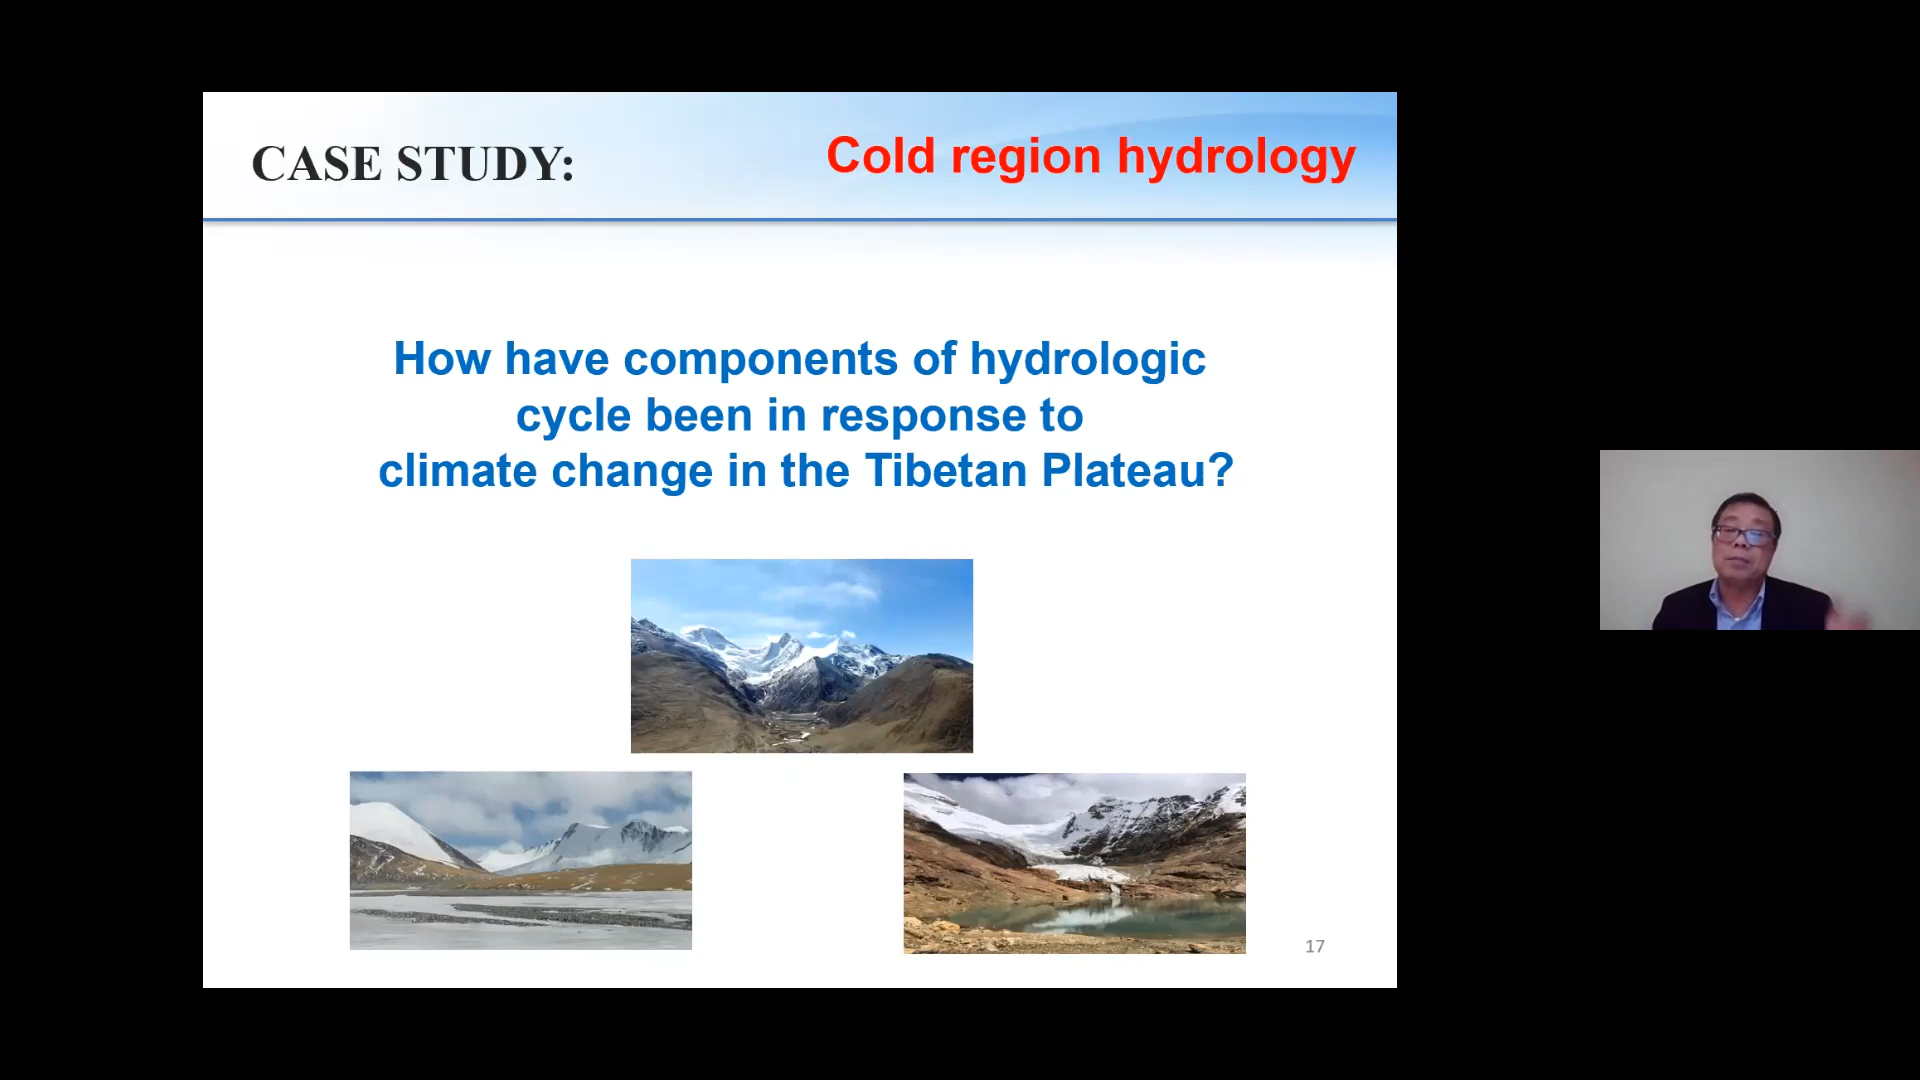 CASE STUDY:
Cold region hydrology
How have components of hydrologic
cycle been in response to
climate change in the Tibetan Plateau?
17